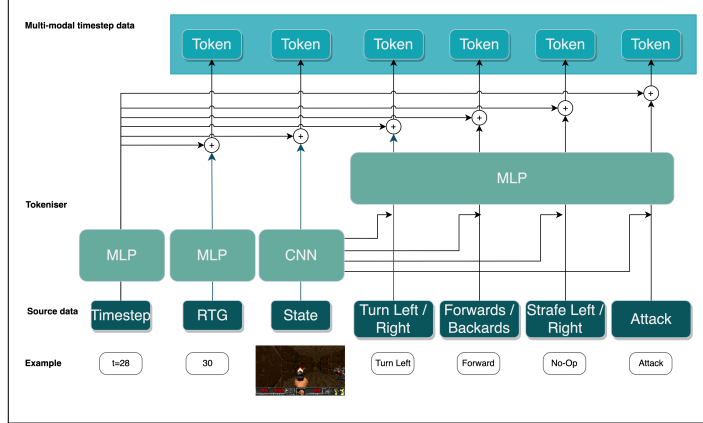 Multi-modal timestep data
Token Token Token Token Token Token
+ + + + + +
MLP
Tokeniser
MLP MLP CNN
Source data
Timestep RTG State Turn Left / Right Forwards / Backards Strafe Left / Right Attack
Example
t=28 30 Turn Left Forward No-Op Attack